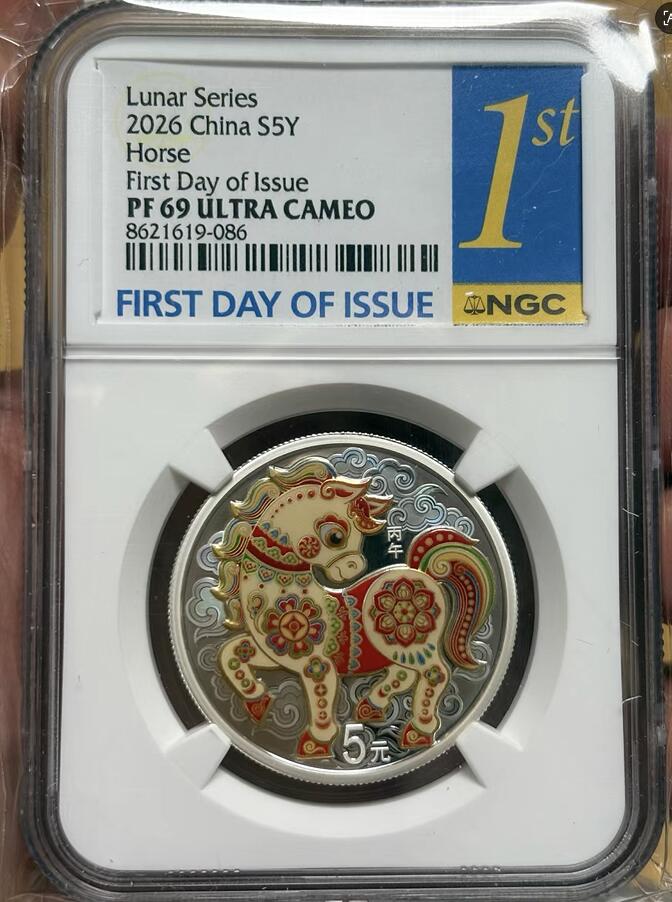 Lunar Series
2026 China S5Y
Horse
First Day of Issue
PF 69 ULTRA CAMEO
8621619-086
FIRST DAY OF ISSUE
1st
NGC
丙午
5元